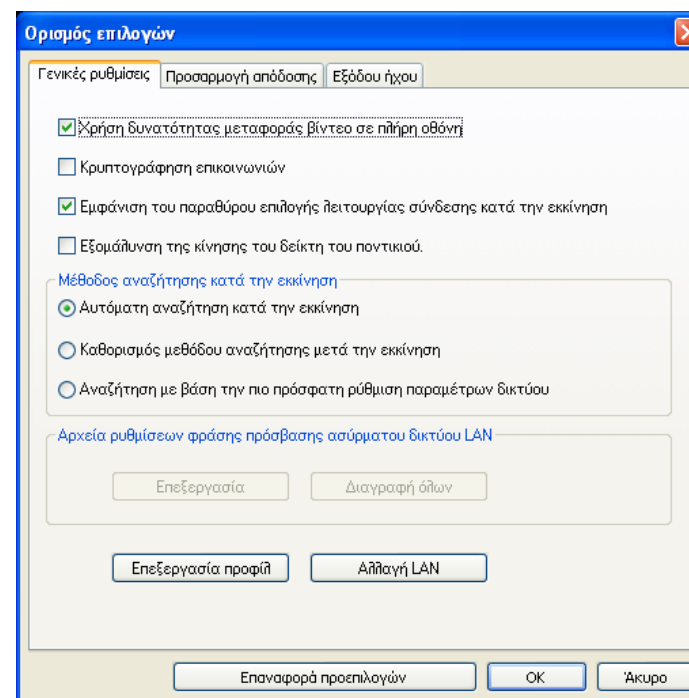 Ορισμός επιλογών
Γενικές ρυθμίσεις Προσαρμογή απόδοσης Εξόδου ήχου
Χρήση δυνατότητας μεταφοράς βίντεο σε πλήρη οθόνη
Κρυπτογράφηση επικοινωνιών
Εμφάνιση του παραθύρου επιλογής λειτουργίας σύνδεσης κατά την εκκίνηση
Εξομάλυνση της κίνησης του δείκτη του ποντικιού.
Μέθοδος αναζήτησης κατά την εκκίνηση
Αυτόματη αναζήτηση κατά την εκκίνηση
Καθορισμός μεθόδου αναζήτησης μετά την εκκίνηση
Αναζήτηση με βάση την πιο πρόσφατη ρύθμιση παραμέτρων δικτύου
Αρχεία ρυθμίσεων φράσης πρόσβασης ασύρματου δικτύου LAN
Επεξεργασία Διαγραφή όλων
Επεξεργασία προφίλ Αλλαγή LAN
Επαναφορά προεπιλογών OK Άκυρο